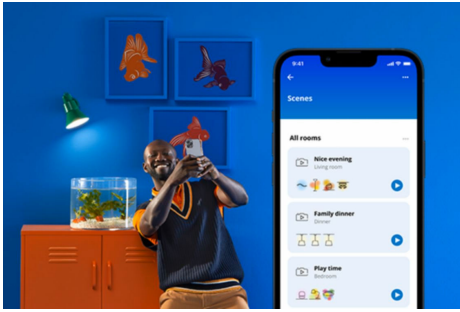 9:41
Scenes
All rooms
Nice evening
Living room
Family dinner
Dinner
Play time
Bedroom